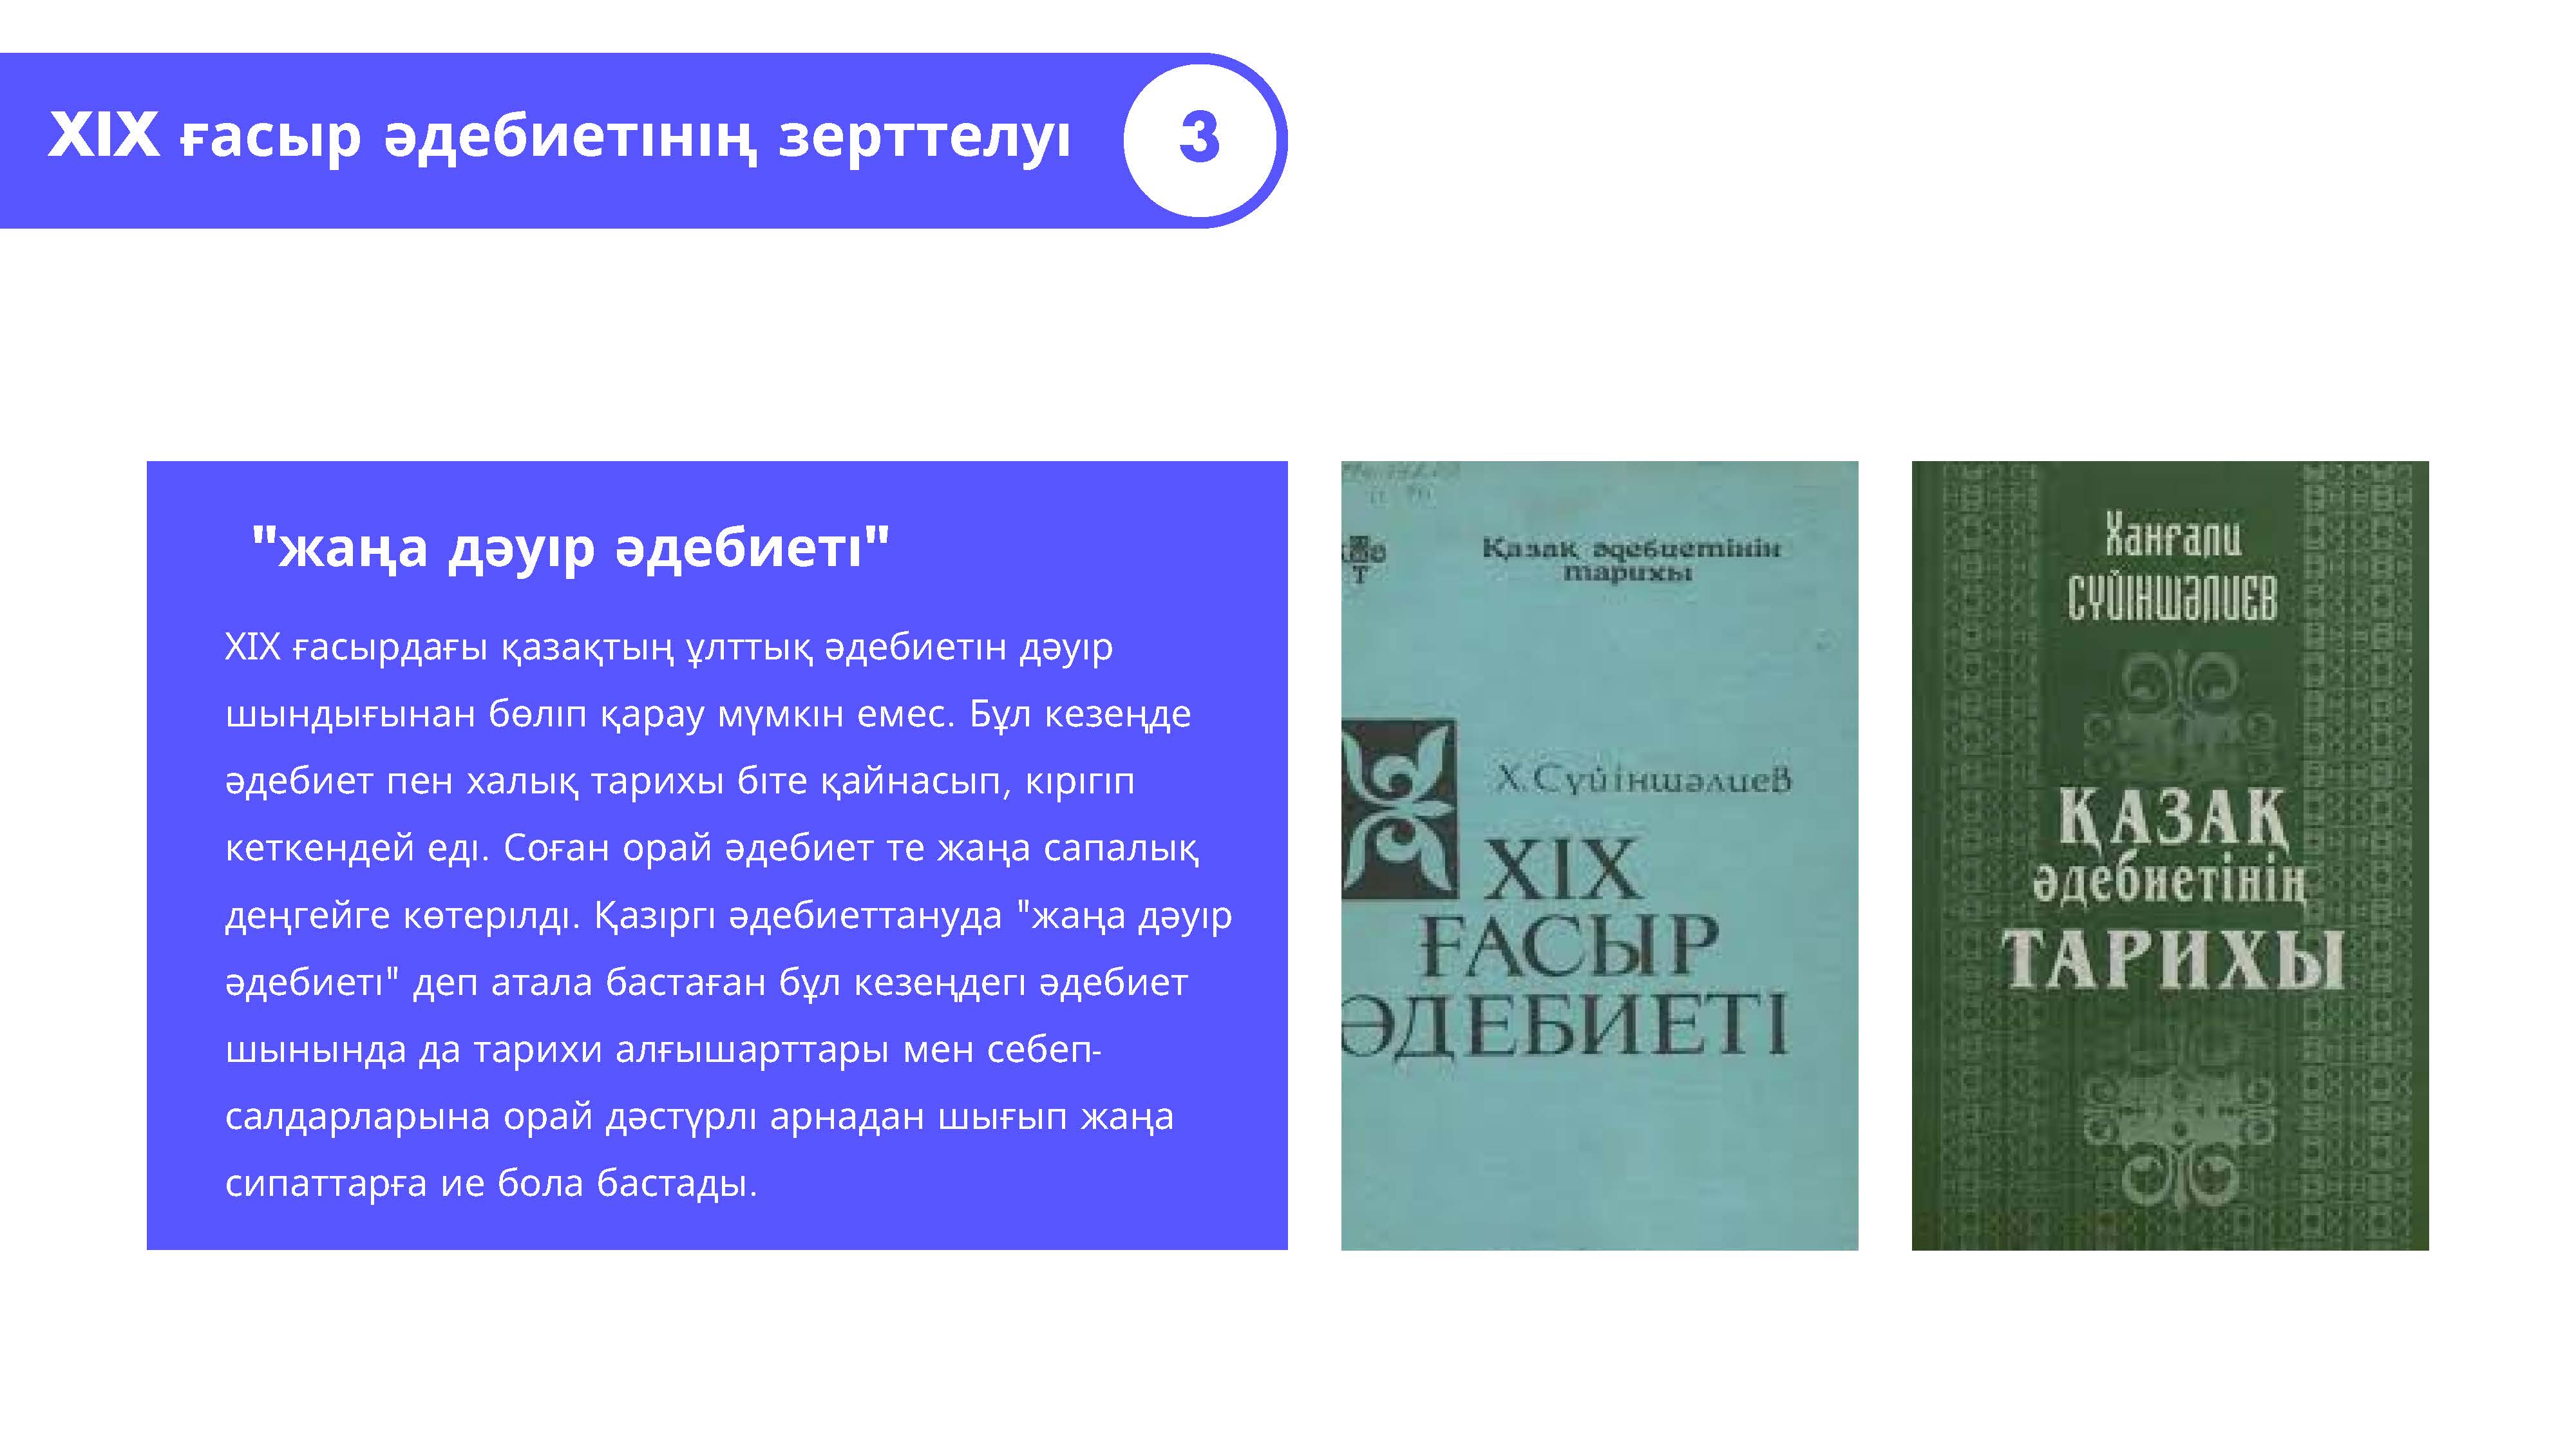 XIX ғасыр әдебиетінің зерттелуі
3
"жаңа дәуір әдебиеті"
XIX ғасырдағы қазақтың ұлттық әдебиетін дәуір
шындығынан бөліп қарау мүмкін емес. Бұл кезеңде
әдебиет пен халық тарихы біте қайнасып, кірігіп
кеткендей еді. Соған орай әдебиет те жаңа сапалық
деңгейге көтерілді. Қазіргі әдебиеттануда "жаңа дәуір
әдебиеті" деп атала бастаған бұл кезеңдегі әдебиет
шынында да тарихи алғышарттары мен себеп-
салдарларына орай дәстүрлі арнадан шығып жаңа
сипаттарға ие бола бастады.
Қазақ әдебиетінің
тарихы
Х. Сүйіншәлиев
XIX
ҒАСЫР
ӘДЕБИЕТІ
Ханғали
СҮЙІНШӘЛИЕВ
ҚАЗАҚ
әдебиетінің
ТАРИХЫ